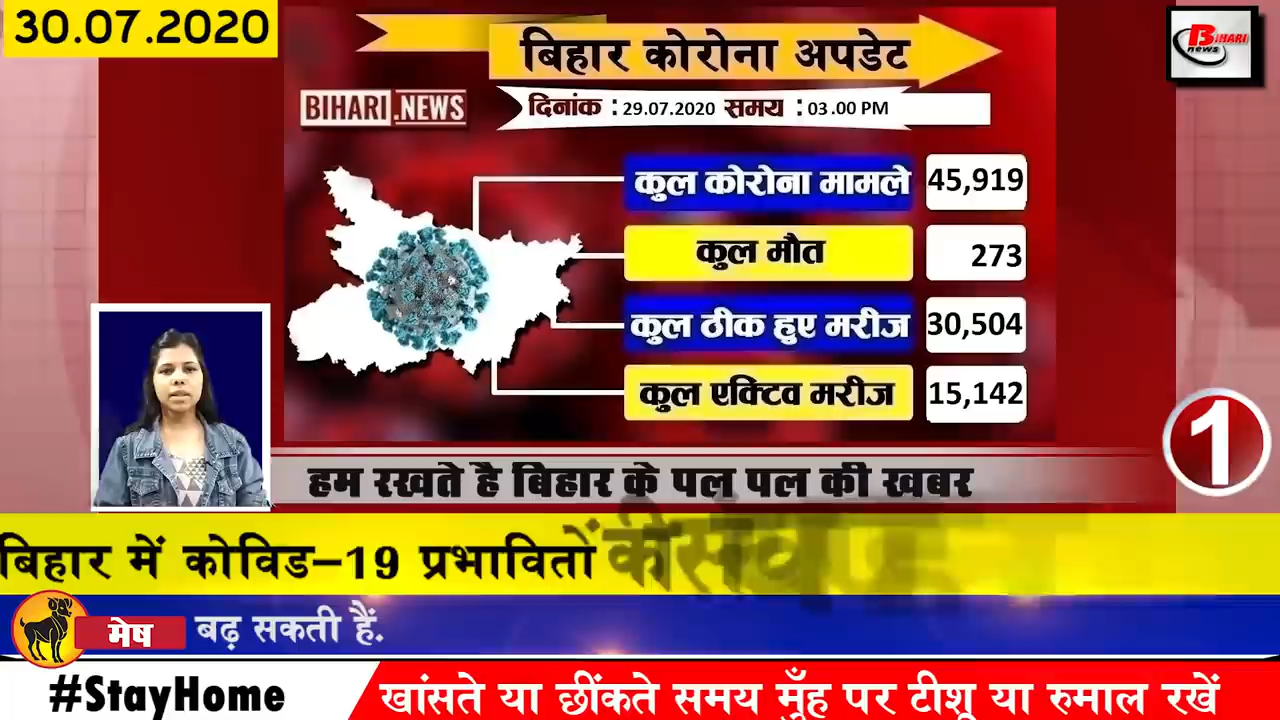 30.07.2020
बिहार कोरोना अपडेट
BIHARI news
BIHARI.NEWS
दिनांक : 29.07.2020 समय : 03.00 PM
कुल कोरोना मामले 45,919
कुल मौत 273
कुल ठीक हुए मरीज 30,504
कुल एक्टिव मरीज 15,142
1
हम रखते है बिहार के पल पल की खबर
बिहार में कोविड-19 प्रभावितों की
मेष बढ़ सकती हैं.
#StayHome खांसते या छींकते समय मुँह पर टीशू या रुमाल रखें